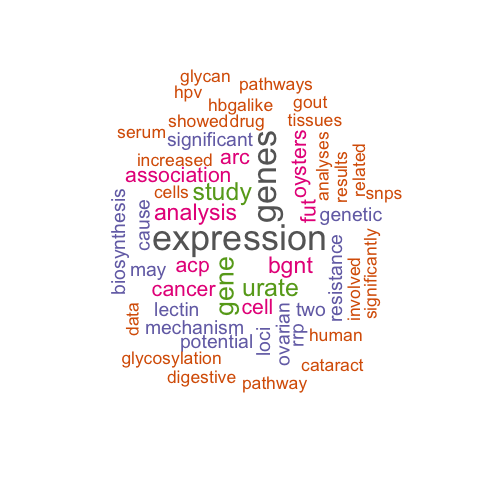 glycan
pathways
hpv
hbgalike
gout
showed
drug
tissues
serum
significant
arc
genes
oysters
analyses
results
related
increased
association
cells
study
snps
biosynthesis
cause
analysis
fut
genetic
expression
may
acp
bgnt
resistance
involved
significantly
cancer
gene
urate
data
lectin
cell
two
mechanism
potential
loci
ovarian
rrp
human
glycosylation
cataract
digestive
pathway